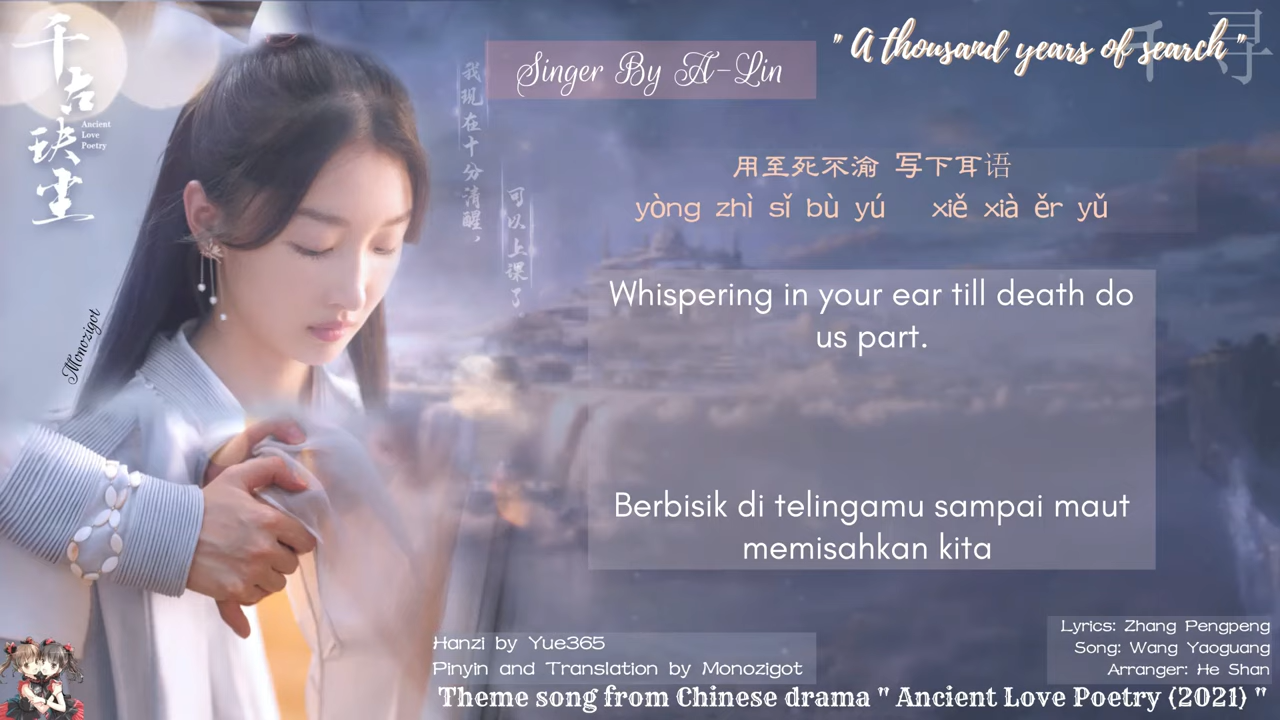 千古玦尘
Ancient
Love
Poetry
Singer By A-Lin
" A thousand years of search "
千寻
我现在十分清醒，
可以上课了.
用至死不渝 写下耳语
yòng zhì sǐ bù yú xiě xià ěr yǔ
Whispering in your ear till death do
us part.
Berbisik di telingamu sampai maut
memisahkan kita
Monozigot
Hanzi by Yue365
Pinyin and Translation by Monozigot
Lyrics: Zhang Pengpeng
Song: Wang Yaoguang
Arranger: He Shan
Theme song from Chinese drama " Ancient Love Poetry (2021) "